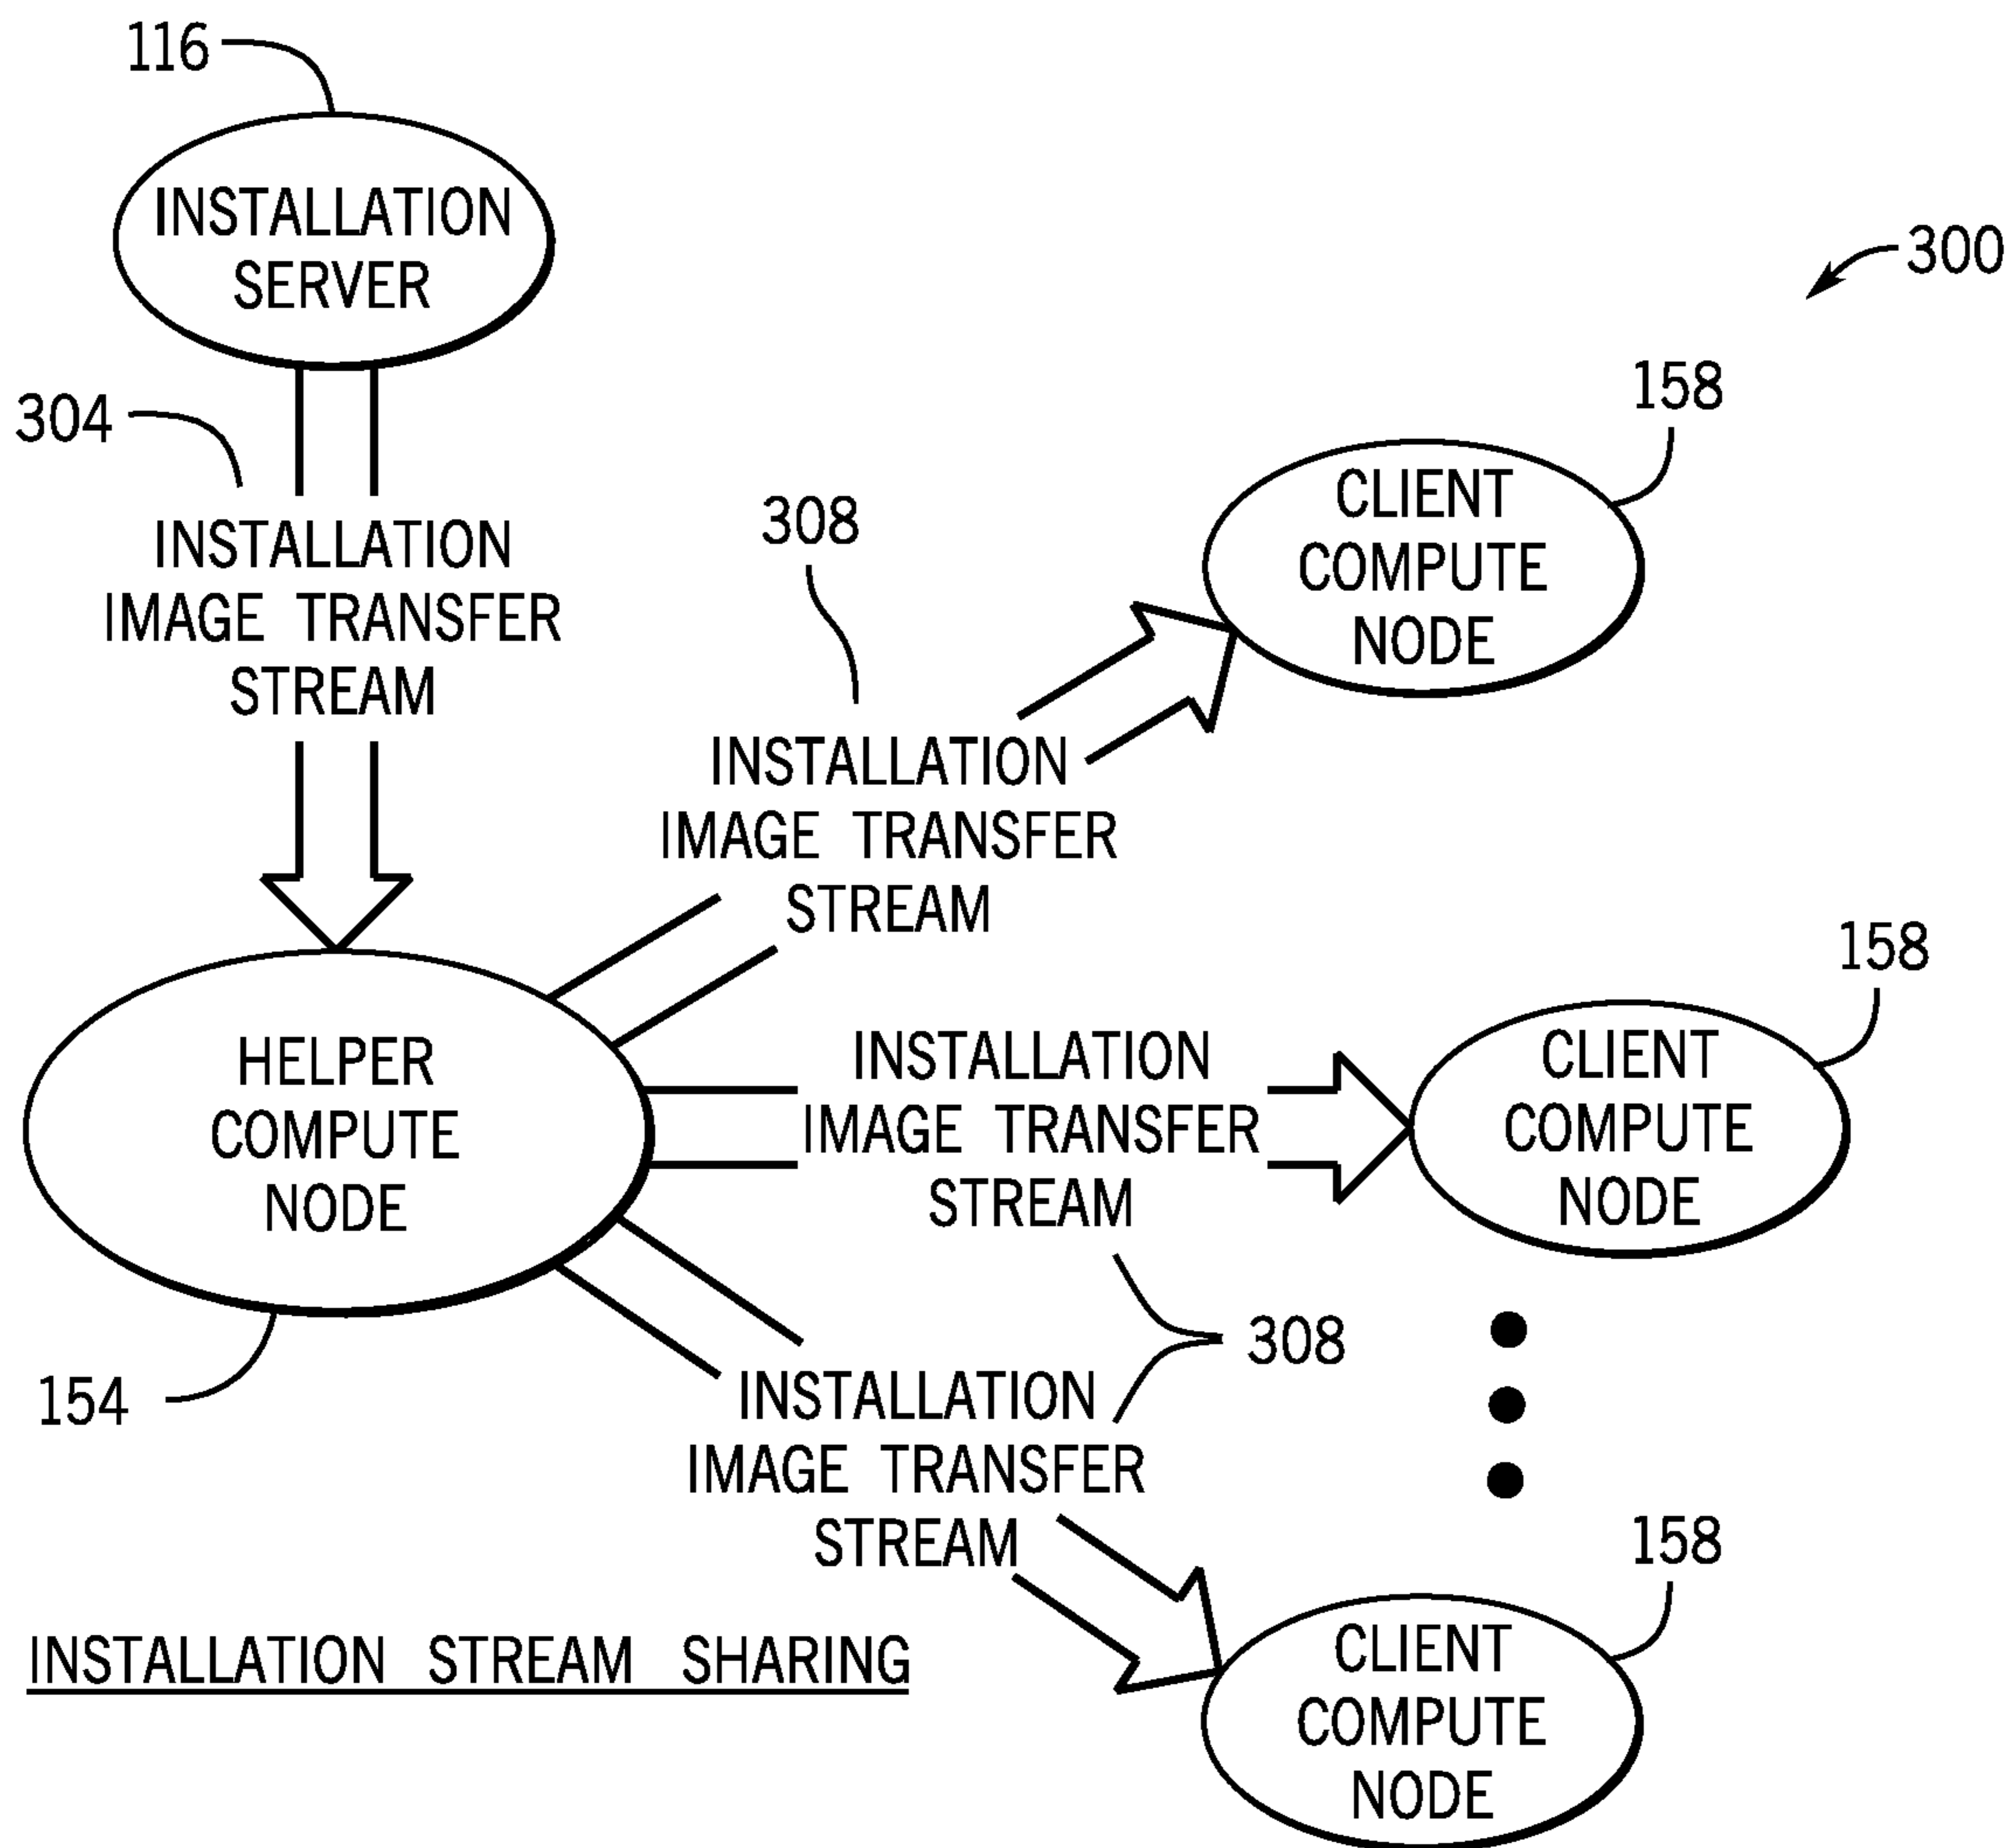 116
INSTALLATION
SERVER
300
304
158
INSTALLATION
IMAGE TRANSFER
STREAM
308
CLIENT
COMPUTE
NODE
INSTALLATION
IMAGE TRANSFER
STREAM
158
HELPER
COMPUTE
NODE
INSTALLATION
IMAGE TRANSFER
STREAM
CLIENT
COMPUTE
NODE
308
154
INSTALLATION
IMAGE TRANSFER
STREAM
158
CLIENT
COMPUTE
NODE
INSTALLATION STREAM SHARING